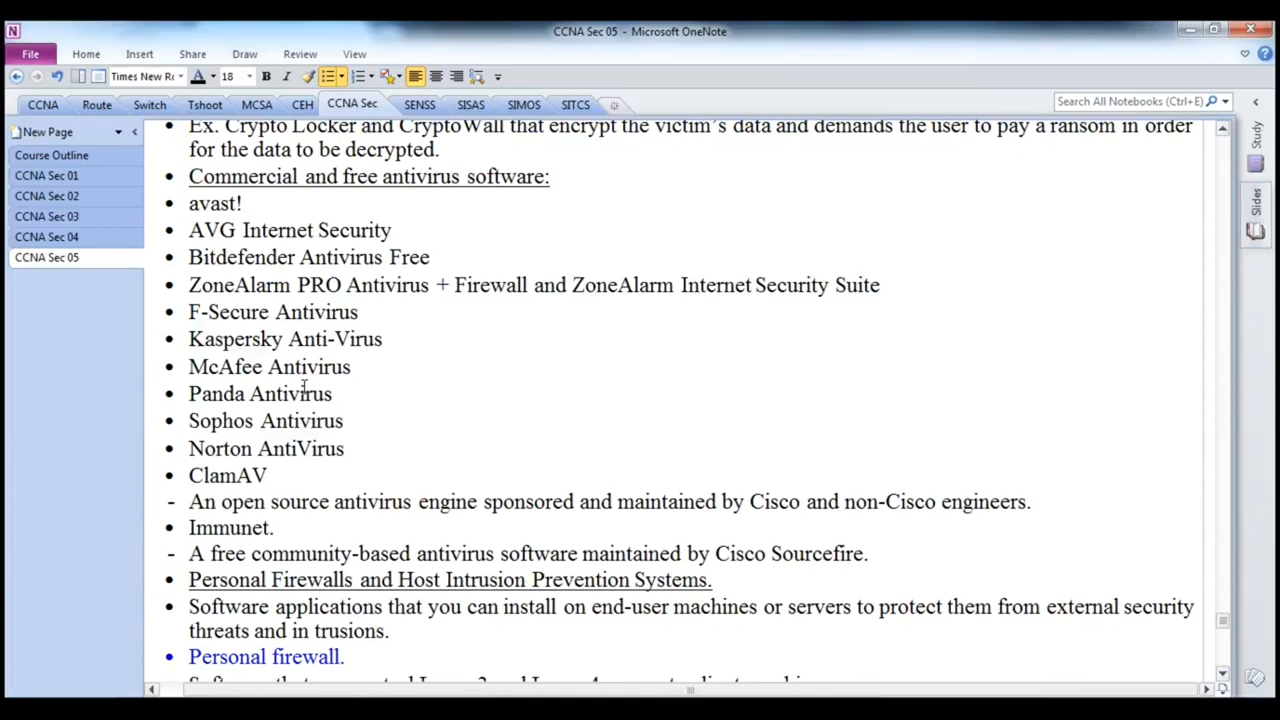 CCNA Sec 05 - Microsoft OneNote
File Home Insert Share Draw Review View
Times New Ro 18 B I
CCNA Route Switch Tshoot MCSA CEH CCNA Sec SENSS SISAS SIMOS SITCS
Search All Notebooks (Ctrl+E)
New Page
Course Outline
CCNA Sec 01
CCNA Sec 02
CCNA Sec 03
CCNA Sec 04
CCNA Sec 05
• Ex. Crypto Locker and CryptoWall that encrypt the victim's data and demands the user to pay a ransom in order
for the data to be decrypted.
• Commercial and free antivirus software:
• avast!
• AVG Internet Security
• Bitdefender Antivirus Free
• ZoneAlarm PRO Antivirus + Firewall and ZoneAlarm Internet Security Suite
• F-Secure Antivirus
• Kaspersky Anti-Virus
• McAfee Antivirus
• Panda Antivirus
• Sophos Antivirus
• Norton AntiVirus
• ClamAV
- An open source antivirus engine sponsored and maintained by Cisco and non-Cisco engineers.
• Immunet.
- A free community-based antivirus software maintained by Cisco Sourcefire.
• Personal Firewalls and Host Intrusion Prevention Systems.
• Software applications that you can install on end-user machines or servers to protect them from external security
threats and in trusions.
• Personal firewall.
Study
Slides